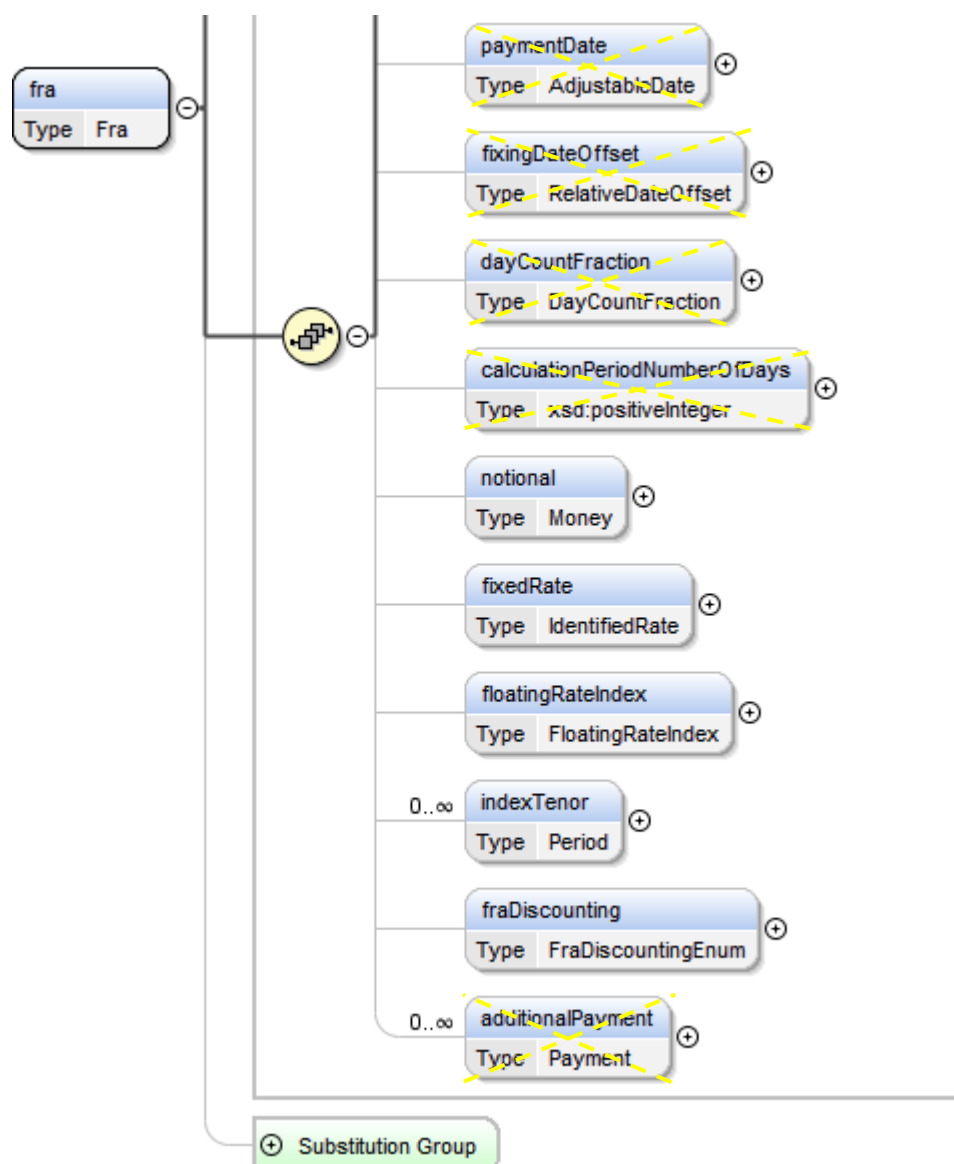 fra
Type Fra
paymentDate
Type AdjustableDate
fixingDateOffset
Type RelativeDateOffset
dayCountFraction
Type DayCountFraction
calculationPeriodNumberOfDays
Type xsd:positiveInteger
notional
Type Money
fixedRate
Type IdentifiedRate
floatingRateIndex
Type FloatingRateIndex
0..∞ indexTenor
Type Period
fraDiscounting
Type FraDiscountingEnum
0..∞ additionalPayment
Type Payment
Substitution Group